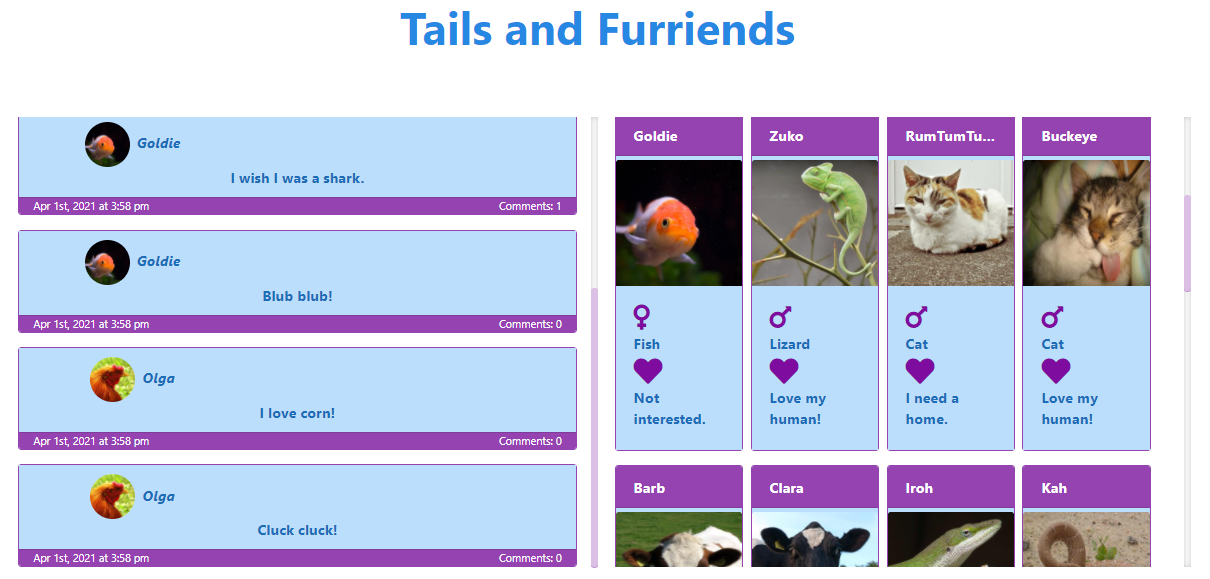 Tails and Furriends
Goldie
I wish I was a shark.
Apr 1st, 2021 at 3:58 pm Comments: 1
Goldie
Blub blub!
Apr 1st, 2021 at 3:58 pm Comments: 0
Olga
I love corn!
Apr 1st, 2021 at 3:58 pm Comments: 0
Olga
Cluck cluck!
Apr 1st, 2021 at 3:58 pm Comments: 0
Goldie
Fish
Not
interested.
Zuko
Lizard
Love my
human!
RumTumTu...
Cat
I need a
home.
Buckeye
Cat
Love my
human!
Barb
Clara
Iroh
Kah